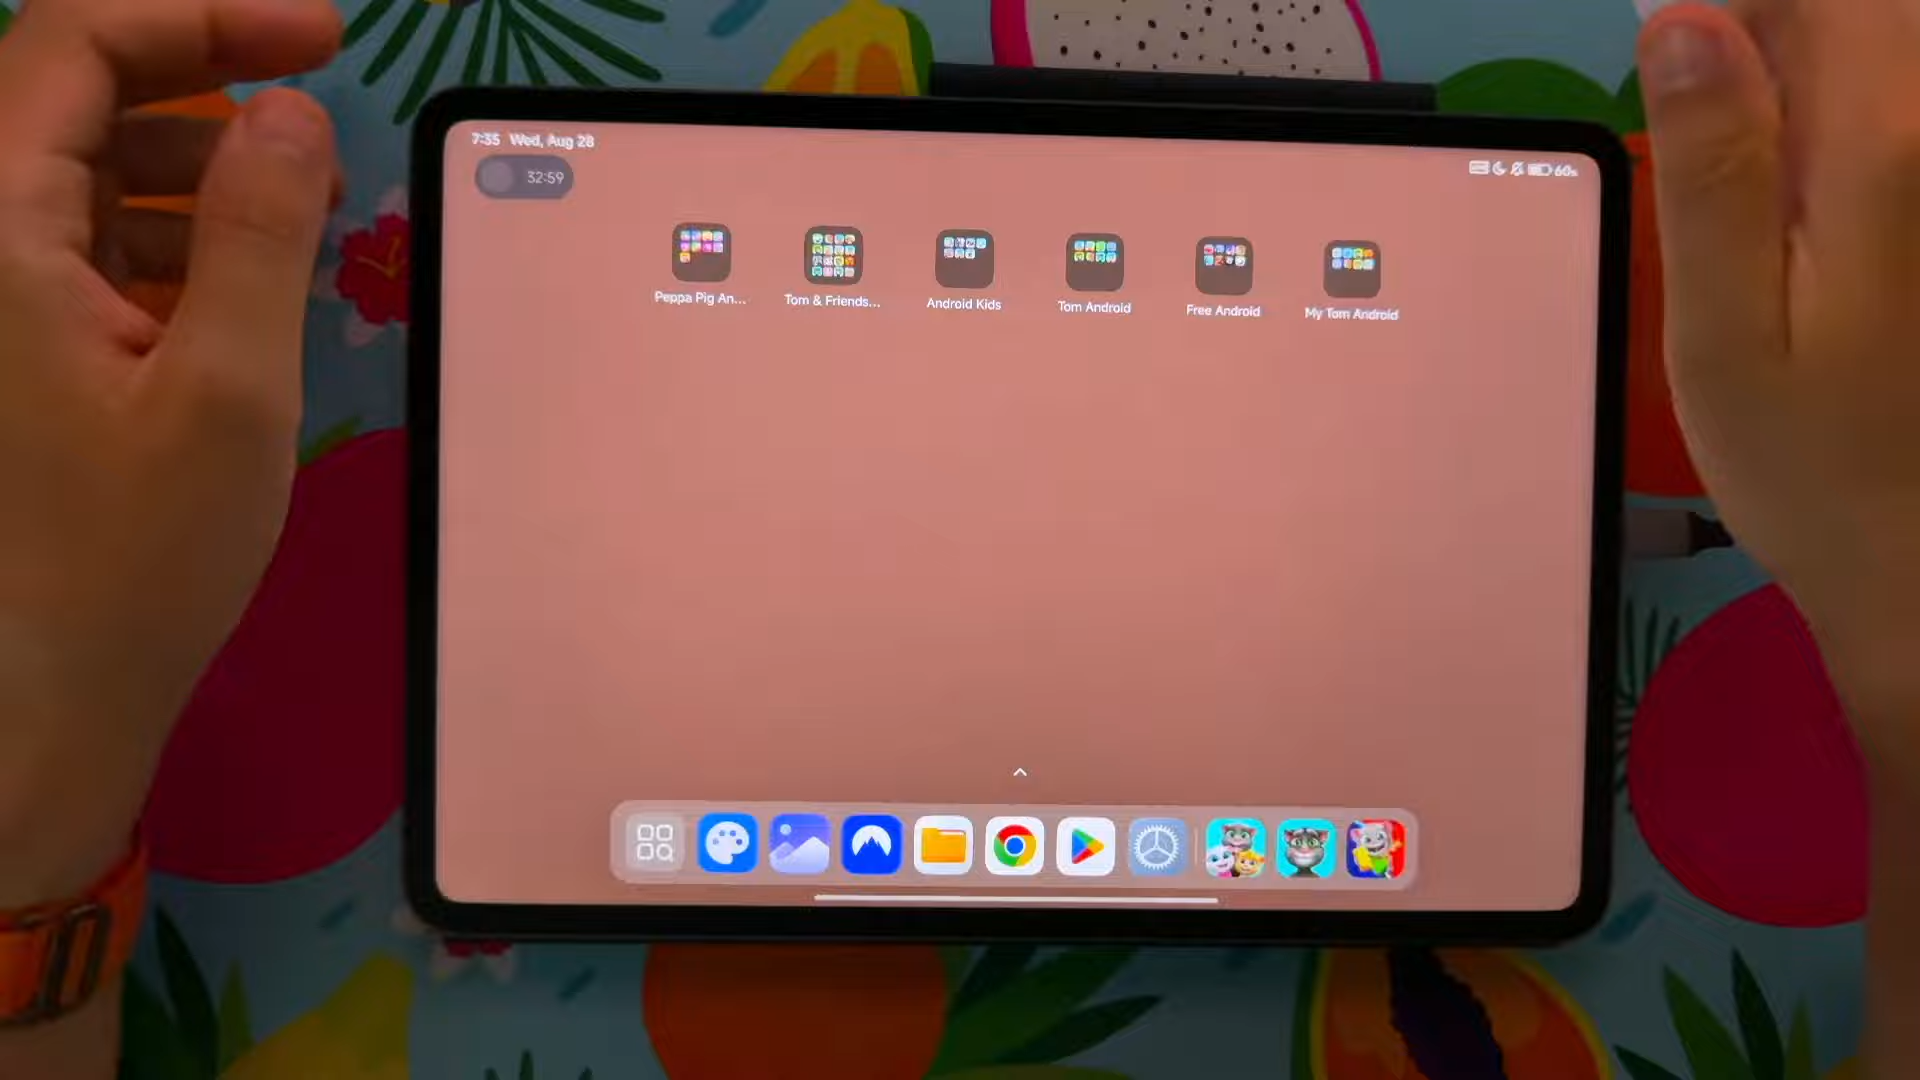 7:35 Wed, Aug 28
32:59
60%
Peppa Pig An...
Tom & Friends...
Android Kids
Tom Android
Free Android
My Tom Android